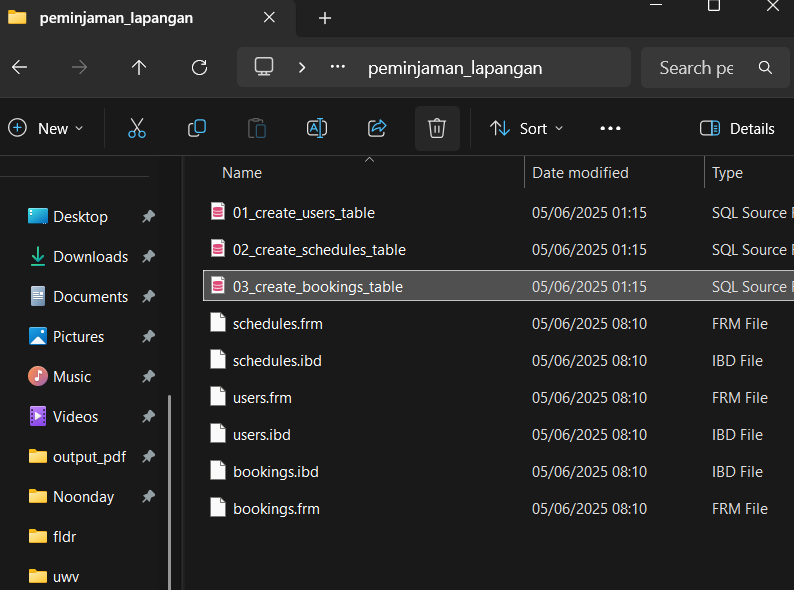 peminjaman_lapangan
peminjaman_lapangan
Search pe
New
Sort
Details
Name
Date modified
Type
Desktop
Downloads
Documents
Pictures
Music
Videos
output_pdf
Noonday
fldr
uwv
01_create_users_table 05/06/2025 01:15 SQL Source F
02_create_schedules_table 05/06/2025 01:15 SQL Source F
03_create_bookings_table 05/06/2025 01:15 SQL Source F
schedules.frm 05/06/2025 08:10 FRM File
schedules.ibd 05/06/2025 08:10 IBD File
users.frm 05/06/2025 08:10 FRM File
users.ibd 05/06/2025 08:10 IBD File
bookings.ibd 05/06/2025 08:10 IBD File
bookings.frm 05/06/2025 08:10 FRM File